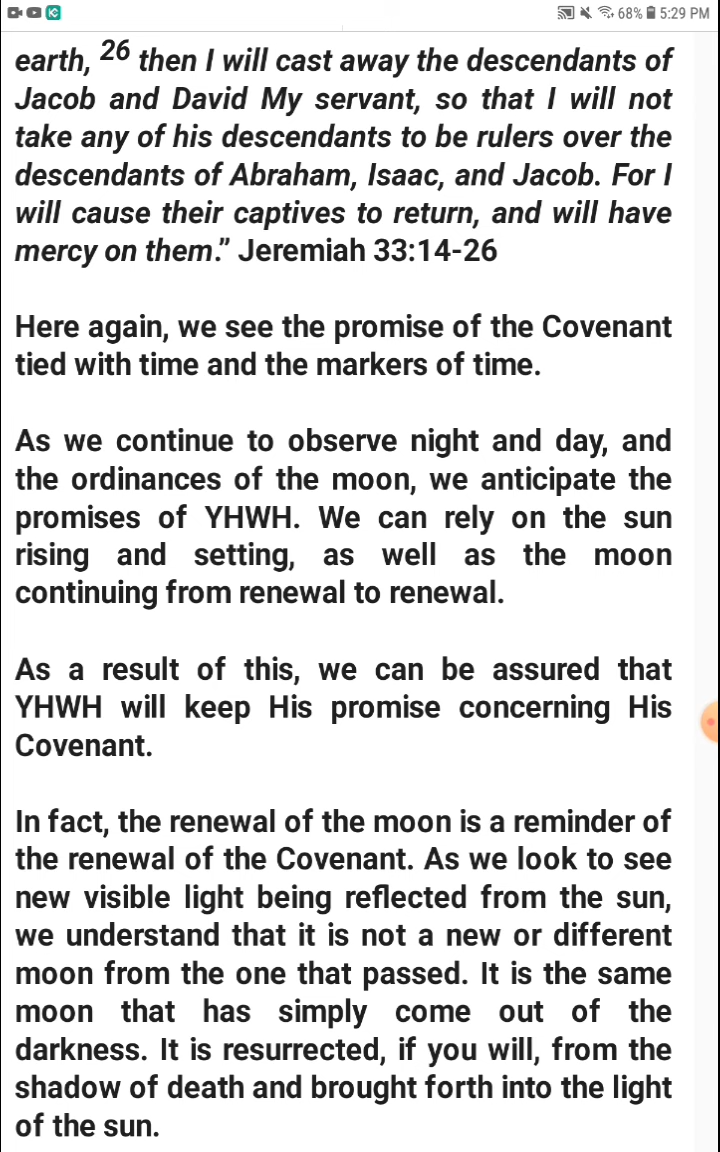 68% 5:29 PM
earth, 26 then I will cast away the descendants of
Jacob and David My servant, so that I will not
take any of his descendants to be rulers over the
descendants of Abraham, Isaac, and Jacob. For I
will cause their captives to return, and will have
mercy on them.” Jeremiah 33:14-26
Here again, we see the promise of the Covenant
tied with time and the markers of time.
As we continue to observe night and day, and
the ordinances of the moon, we anticipate the
promises of YHWH. We can rely on the sun
rising and setting, as well as the moon
continuing from renewal to renewal.
As a result of this, we can be assured that
YHWH will keep His promise concerning His
Covenant.
In fact, the renewal of the moon is a reminder of
the renewal of the Covenant. As we look to see
new visible light being reflected from the sun,
we understand that it is not a new or different
moon from the one that passed. It is the same
moon that has simply come out of the
darkness. It is resurrected, if you will, from the
shadow of death and brought forth into the light
of the sun.